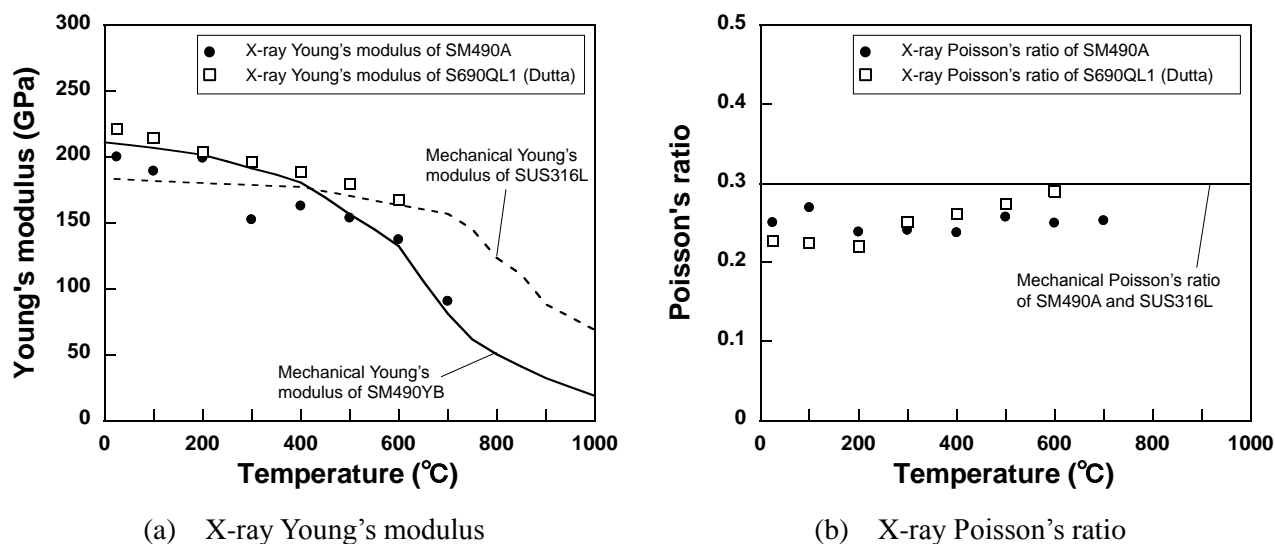 300
250
200
150
100
50
0
Young's modulus (GPa)
X-ray Young's modulus of SM490A
X-ray Young's modulus of S690QL1 (Dutta)
Mechanical Young's
modulus of SUS316L
Mechanical Young's
modulus of SM490YB
0 200 400 600 800 1000
Temperature (℃)
(a) X-ray Young's modulus
0.5
0.4
0.3
0.2
0.1
0
Poisson's ratio
X-ray Poisson's ratio of SM490A
X-ray Poisson's ratio of S690QL1 (Dutta)
Mechanical Poisson's ratio
of SM490A and SUS316L
0 200 400 600 800 1000
Temperature (℃)
(b) X-ray Poisson's ratio